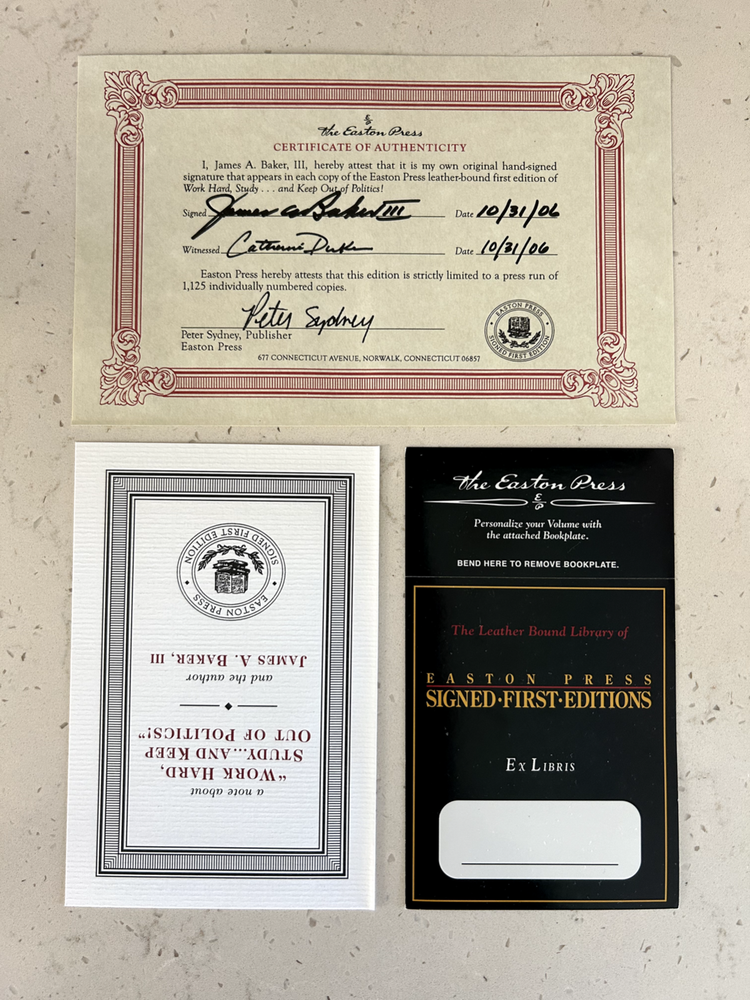 The Easton Press
CERTIFICATE OF AUTHENTICITY
I, James A. Baker, III, hereby attest that it is my own original hand-signed
signature that appears in each copy of the Easton Press leather-bound first edition of
Work Hard, Study . . . and Keep Out of Politics!
Signed James A Baker III Date 10/31/06
Witnessed Catherine Date 10/31/06
Easton Press hereby attests that this edition is strictly limited to a press run of
1,125 individually numbered copies.
Peter Sydney
Peter Sydney, Publisher
Easton Press
677 CONNECTICUT AVENUE, NORWALK, CONNECTICUT 06857
EASTON PRESS
SIGNED FIRST EDITION
a note about
"WORK HARD,
STUDY...AND KEEP
OUT OF POLITICS!"
and the author
JAMES A. BAKER, III
EASTON PRESS
SIGNED FIRST EDITION
The Easton Press
Personalize your Volume with
the attached Bookplate.
BEND HERE TO REMOVE BOOKPLATE.
The Leather Bound Library of
EASTON PRESS
SIGNED·FIRST·EDITIONS
EX LIBRIS